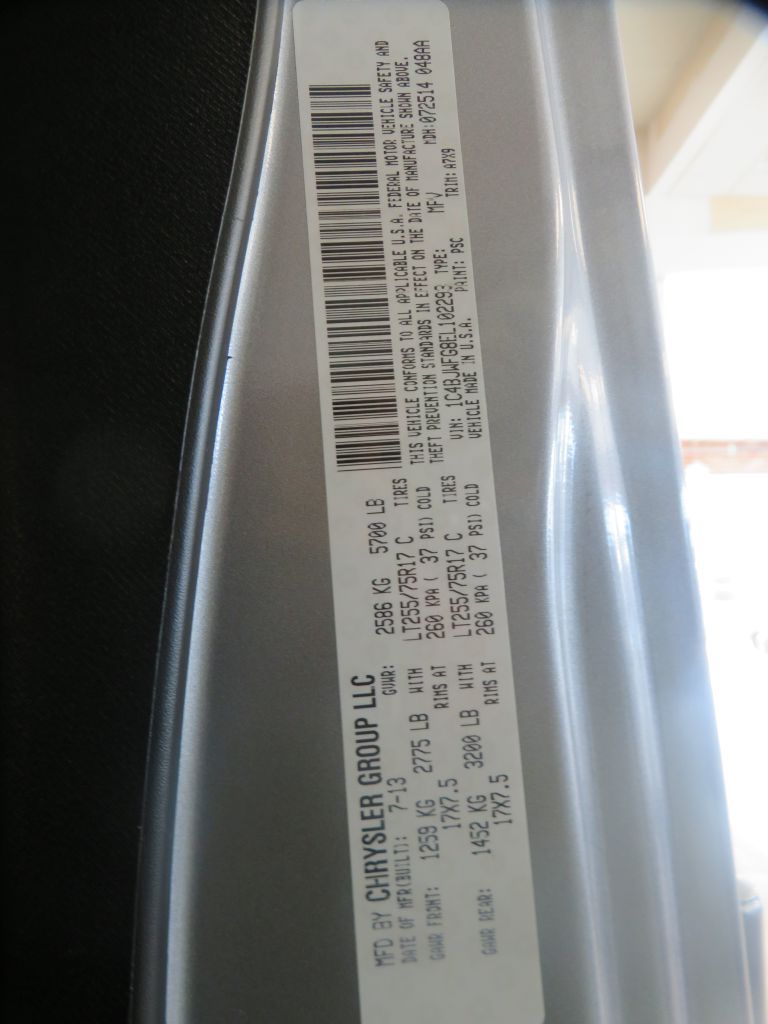 MFD BY CHRYSLER GROUP LLC
DATE OF MFR(BUILT): 7-13 GVWR: 2586 KG 5700 LB
GAWR FRONT: 1259 KG 2775 LB WITH LT255/75R17 C TIRES
17X7.5 RIMS AT 260 KPA ( 37 PSI) COLD
GAWR REAR: 1452 KG 3200 LB WITH LT255/75R17 C TIRES
17X7.5 RIMS AT 260 KPA ( 37 PSI) COLD
THIS VEHICLE CONFORMS TO ALL APPLICABLE U.S.A. FEDERAL MOTOR VEHICLE SAFETY AND
THEFT PREVENTION STANDARDS IN EFFECT ON THE DATE OF MANUFACTURE SHOWN ABOVE.
VIN: 1C4BJWFG8EL102293 TYPE: MPV MDH:072514 048AA
VEHICLE MADE IN U.S.A. PAINT: PSC TRIM: A7X9